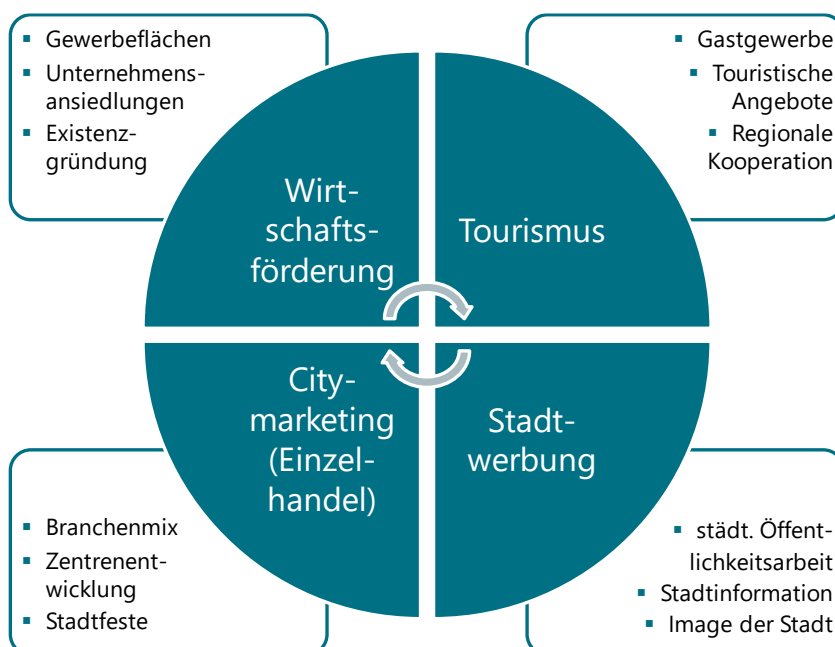 ▪ Gewerbeflächen
▪ Unternehmens-
ansiedlungen
▪ Existenz-
gründung
▪ Gastgewerbe
▪ Touristische
Angebote
▪ Regionale
Kooperation
Wirt-
schafts-
förderung
Tourismus
City-
marketing
(Einzel-
handel)
Stadt-
werbung
▪ Branchenmix
▪ Zentrenent-
wicklung
▪ Stadtfeste
▪ städt. Öffent-
lichkeitsarbeit
▪ Stadtinformation
▪ Image der Stadt